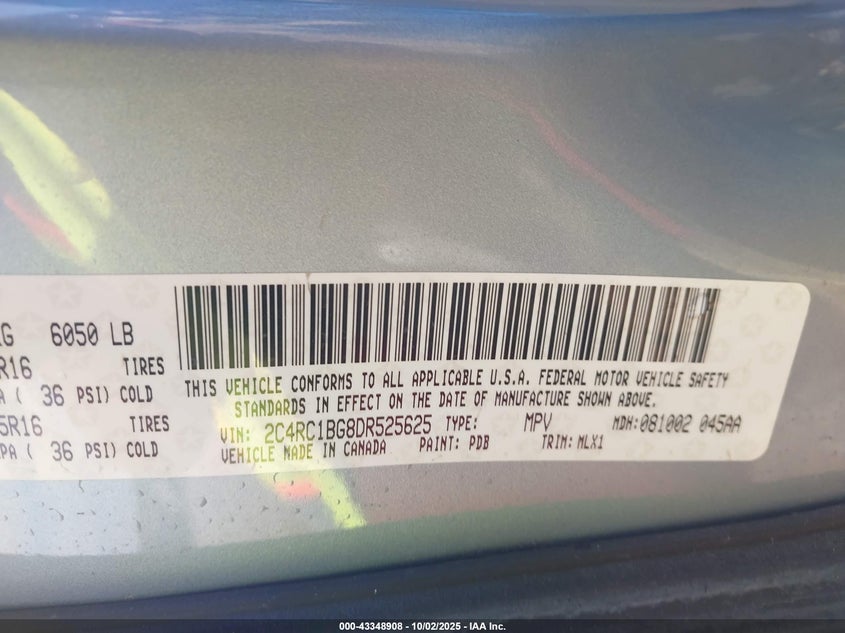 6050 LB
R16 TIRES
( 36 PSI) COLD
5R16 TIRES
PA ( 36 PSI) COLD
THIS VEHICLE CONFORMS TO ALL APPLICABLE U.S.A. FEDERAL MOTOR VEHICLE SAFETY
STANDARDS IN EFFECT ON THE DATE OF MANUFACTURE SHOWN ABOVE.
VIN: 2C4RC1BG8DR525625 TYPE: MPV MDH:081002 045AA
VEHICLE MADE IN CANADA PAINT: PDB TRIM: MLX1
000-43348908 - 10/02/2025 - IAA Inc.